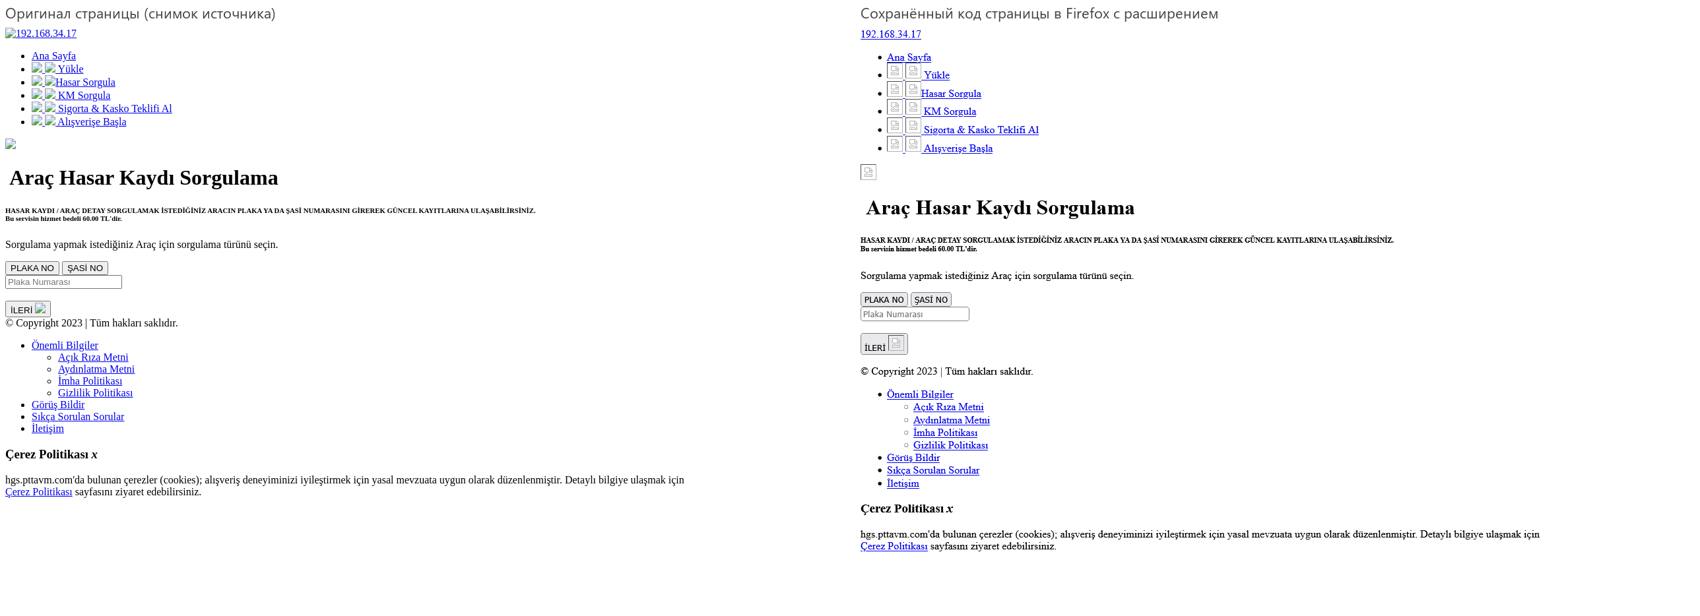 Оригинал страницы (снимок источника)
192.168.34.17
Ana Sayfa
Yükle
Hasar Sorgula
KM Sorgula
Sigorta & Kasko Teklifi Al
Alışverişe Başla
Araç Hasar Kaydı Sorgulama
HASAR KAYDI / ARAÇ DETAY SORGULAMAK İSTEDİĞİNİZ ARACIN PLAKA YA DA ŞASİ NUMARASINI GİREREK GÜNCEL KAYITLARINA ULAŞABİLİRSİNİZ.
Bu servisin hizmet bedeli 60.00 TL'dir.
Sorgulama yapmak istediğiniz Araç için sorgulama türünü seçin.
PLAKA NO ŞASİ NO
Plaka Numarası
İLERİ
© Copyright 2023 | Tüm hakları saklıdır.
Önemli Bilgiler
Açık Rıza Metni
Aydınlatma Metni
İmha Politikası
Gizlilik Politikası
Görüş Bildir
Sıkça Sorulan Sorular
İletişim
Çerez Politikası x
hgs.pttavm.com'da bulunan çerezler (cookies); alışveriş deneyiminizi iyileştirmek için yasal mevzuata uygun olarak düzenlenmiştir. Detaylı bilgiye ulaşmak için
Çerez Politikası sayfasını ziyaret edebilirsiniz.
Сохранённый код страницы в Firefox с расширением
192.168.34.17
Ana Sayfa
Yükle
Hasar Sorgula
KM Sorgula
Sigorta & Kasko Teklifi Al
Alışverişe Başla
Araç Hasar Kaydı Sorgulama
HASAR KAYDI / ARAÇ DETAY SORGULAMAK İSTEDİĞİNİZ ARACIN PLAKA YA DA ŞASİ NUMARASINI GİREREK GÜNCEL KAYITLARINA ULAŞABİLİRSİNİZ.
Bu servisin hizmet bedeli 60.00 TL'dir.
Sorgulama yapmak istediğiniz Araç için sorgulama türünü seçin.
PLAKA NO ŞASİ NO
Plaka Numarası
İLERİ
© Copyright 2023 | Tüm hakları saklıdır.
Önemli Bilgiler
Açık Rıza Metni
Aydınlatma Metni
İmha Politikası
Gizlilik Politikası
Görüş Bildir
Sıkça Sorulan Sorular
İletişim
Çerez Politikası x
hgs.pttavm.com'da bulunan çerezler (cookies); alışveriş deneyiminizi iyileştirmek için yasal mevzuata uygun olarak düzenlenmiştir. Detaylı bilgiye ulaşmak için
Çerez Politikası sayfasını ziyaret edebilirsiniz.